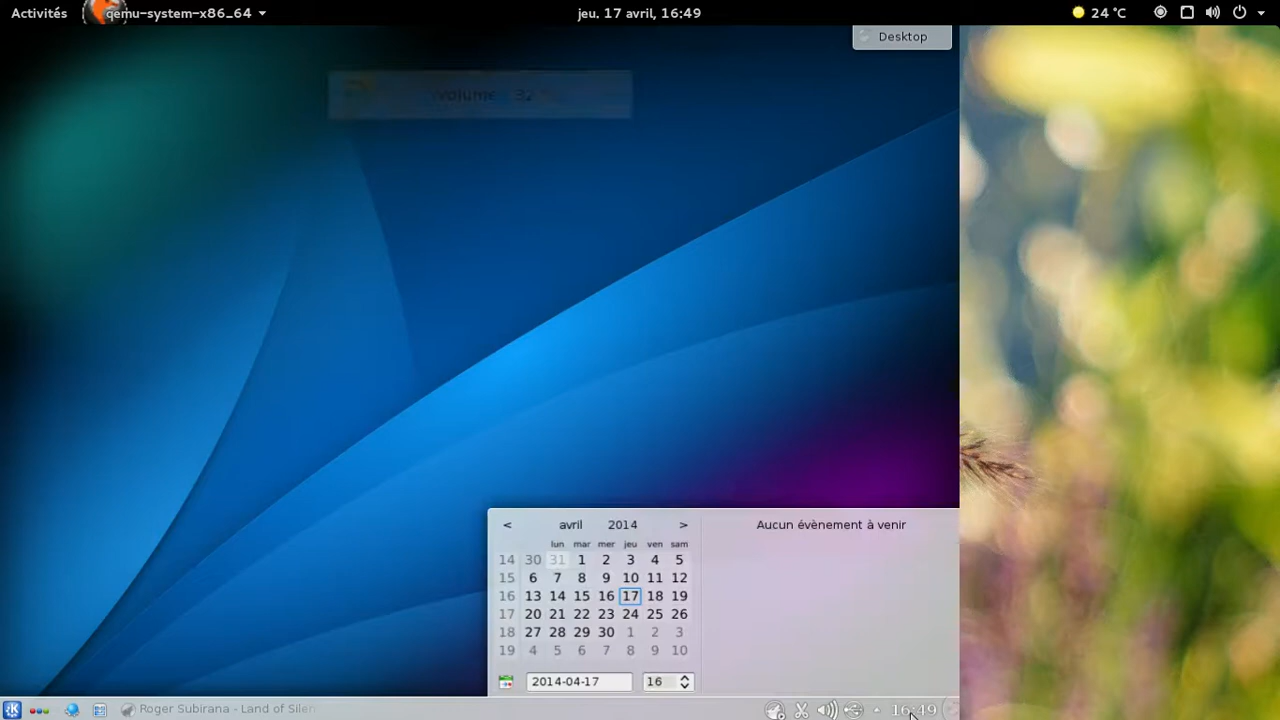 Activités qemu-system-x86_64 jeu. 17 avril, 16:49 24 °C
Desktop
Volume : 32
< avril 2014 > Aucun évènement à venir
lun mar mer jeu ven sam
14 30 31 1 2 3 4 5
15 6 7 8 9 10 11 12
16 13 14 15 16 17 18 19
17 20 21 22 23 24 25 26
18 27 28 29 30 1 2 3
19 4 5 6 7 8 9 10
2014-04-17 16
Roger Subirana - Land of Silen 16:49